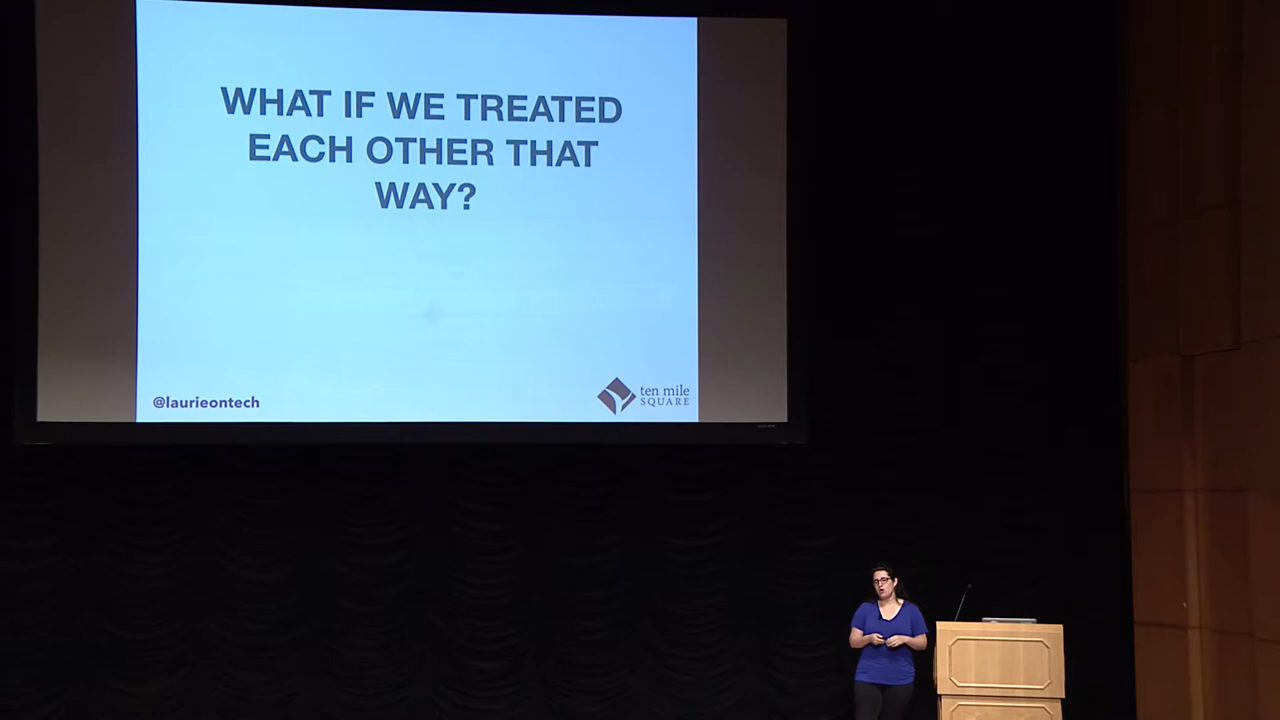 WHAT IF WE TREATED
EACH OTHER THAT
WAY?
@laurieontech
ten mile
SQUARE